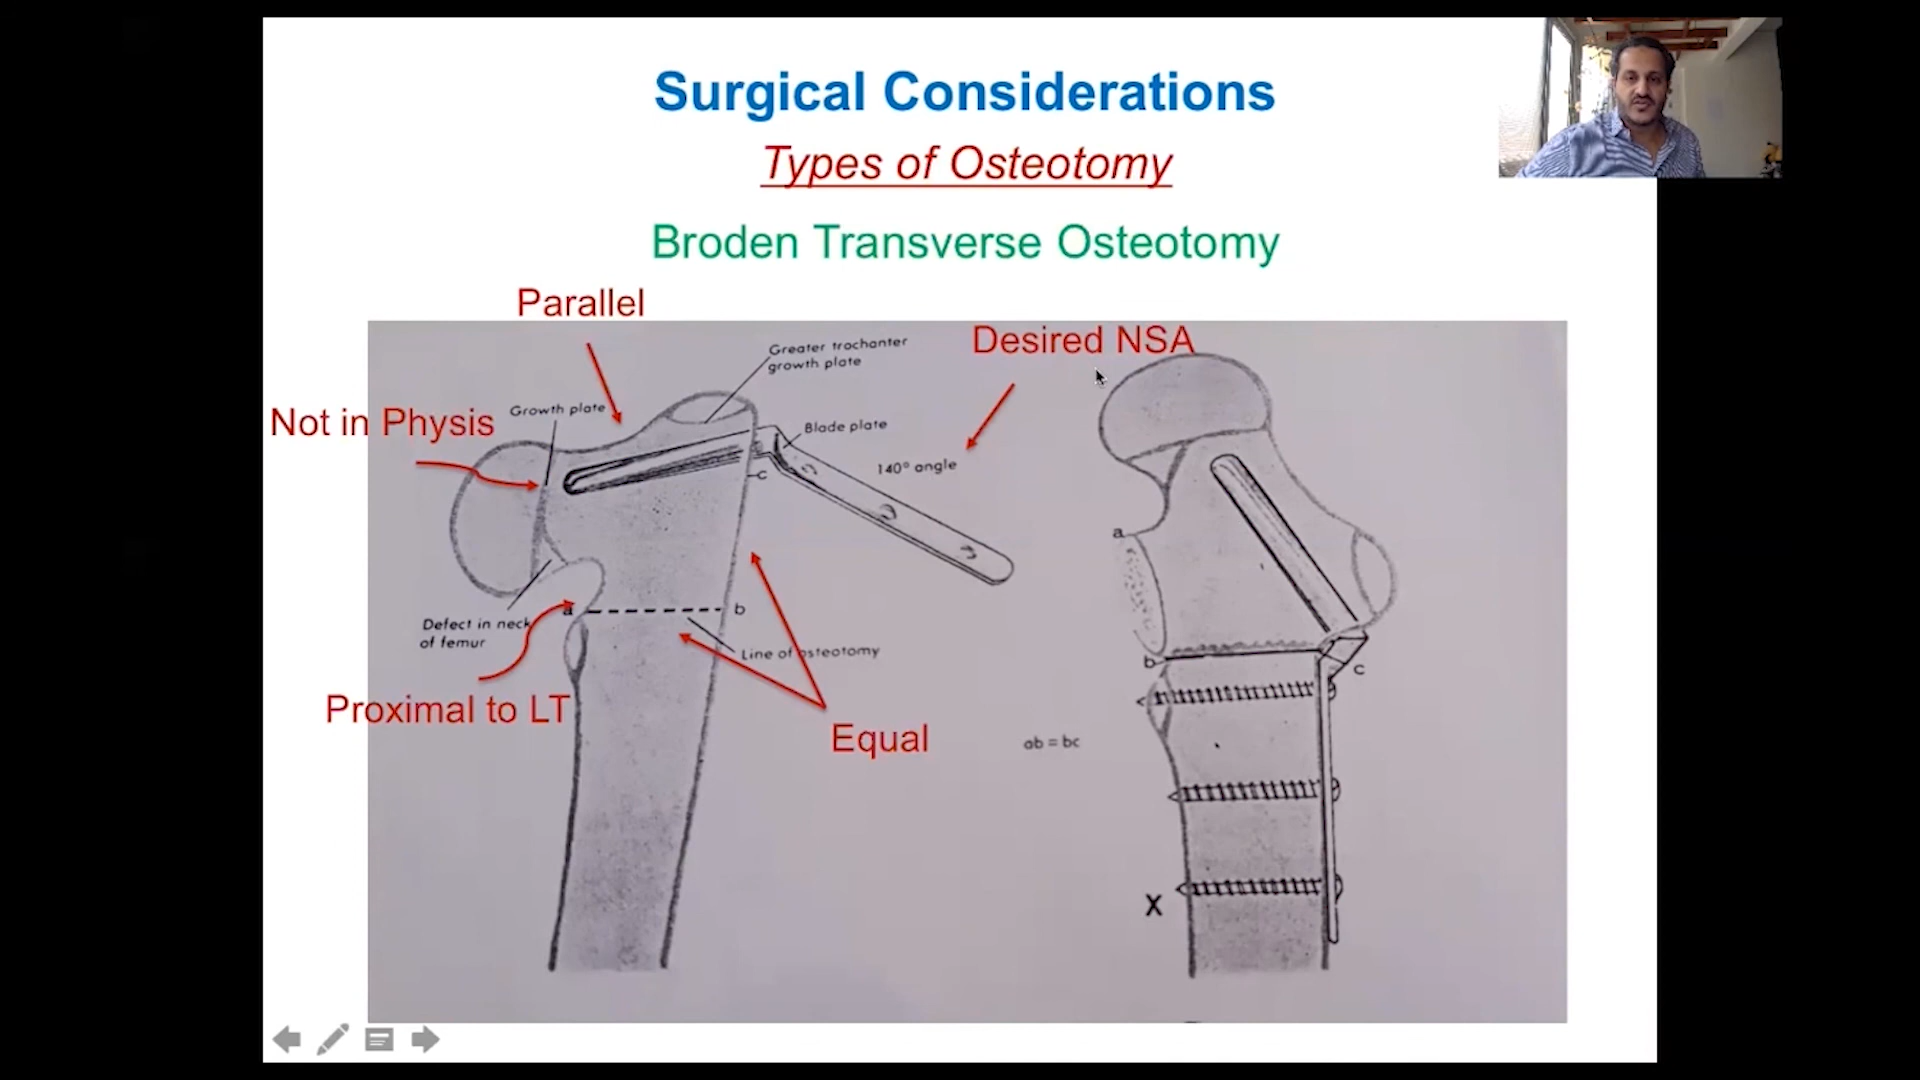 Surgical Considerations
Types of Osteotomy
Broden Transverse Osteotomy
Parallel
Desired NSA
Greater trochanter
growth plate
Not in Physis
Growth plate
Blade plate
140° angle
c
a
a
b
Defect in neck
of femur
Line of osteotomy
b
c
Proximal to LT
Equal
ab = bc
X